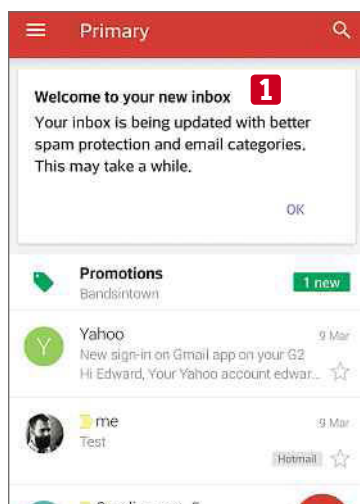 Primary
Welcome to your new inbox 1
Your inbox is being updated with better
spam protection and email categories.
This may take a while.
OK
Promotions
1 new
Bandsintown
Y
Yahoo
9 Mar
New sign-in on Gmail app on your G2
Hi Edward, Your Yahoo account edwar...
me
9 Mar
Test
Hotmail